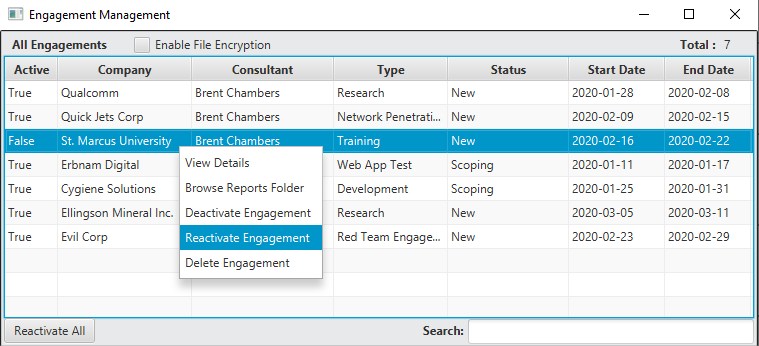 Engagement Management
All Engagements Enable File Encryption Total : 7
Active Company Consultant Type Status Start Date End Date
True Qualcomm Brent Chambers Research New 2020-01-28 2020-02-08
True Quick Jets Corp Brent Chambers Network Penetrati... New 2020-02-09 2020-02-15
False St. Marcus University Brent Chambers Training New 2020-02-16 2020-02-22
True Erbnam Digital Web App Test Scoping 2020-01-11 2020-01-17
True Cygiene Solutions Development Scoping 2020-01-25 2020-01-31
True Ellingson Mineral Inc. Research New 2020-03-05 2020-03-11
True Evil Corp Red Team Engage... New 2020-02-23 2020-02-29
View Details
Browse Reports Folder
Deactivate Engagement
Reactivate Engagement
Delete Engagement
Reactivate All Search: